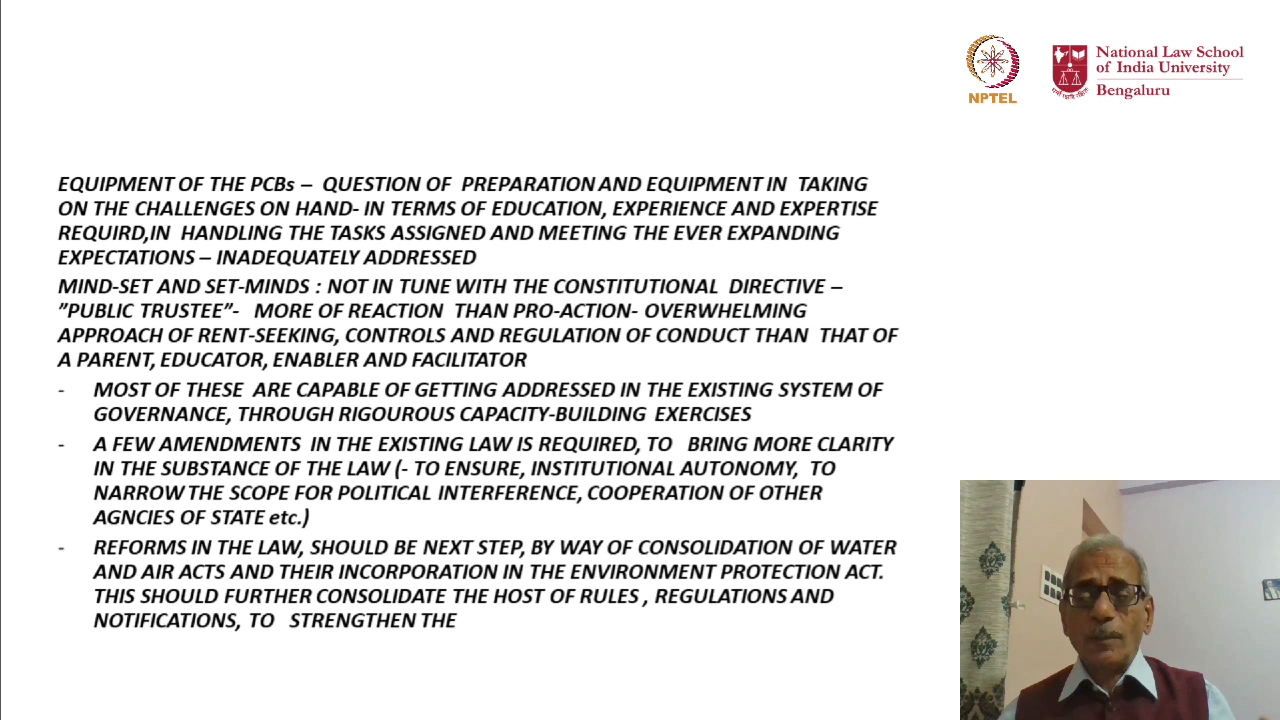 NPTEL
National Law School
of India University
Bengaluru
EQUIPMENT OF THE PCBs – QUESTION OF PREPARATION AND EQUIPMENT IN TAKING
ON THE CHALLENGES ON HAND- IN TERMS OF EDUCATION, EXPERIENCE AND EXPERTISE
REQUIRD,IN HANDLING THE TASKS ASSIGNED AND MEETING THE EVER EXPANDING
EXPECTATIONS – INADEQUATELY ADDRESSED
MIND-SET AND SET-MINDS : NOT IN TUNE WITH THE CONSTITUTIONAL DIRECTIVE –
”PUBLIC TRUSTEE”- MORE OF REACTION THAN PRO-ACTION- OVERWHELMING
APPROACH OF RENT-SEEKING, CONTROLS AND REGULATION OF CONDUCT THAN THAT OF
A PARENT, EDUCATOR, ENABLER AND FACILITATOR
- MOST OF THESE ARE CAPABLE OF GETTING ADDRESSED IN THE EXISTING SYSTEM OF
GOVERNANCE, THROUGH RIGOUROUS CAPACITY-BUILDING EXERCISES
- A FEW AMENDMENTS IN THE EXISTING LAW IS REQUIRED, TO BRING MORE CLARITY
IN THE SUBSTANCE OF THE LAW (- TO ENSURE, INSTITUTIONAL AUTONOMY, TO
NARROW THE SCOPE FOR POLITICAL INTERFERENCE, COOPERATION OF OTHER
AGNCIES OF STATE etc.)
- REFORMS IN THE LAW, SHOULD BE NEXT STEP, BY WAY OF CONSOLIDATION OF WATER
AND AIR ACTS AND THEIR INCORPORATION IN THE ENVIRONMENT PROTECTION ACT.
THIS SHOULD FURTHER CONSOLIDATE THE HOST OF RULES , REGULATIONS AND
NOTIFICATIONS, TO STRENGTHEN THE